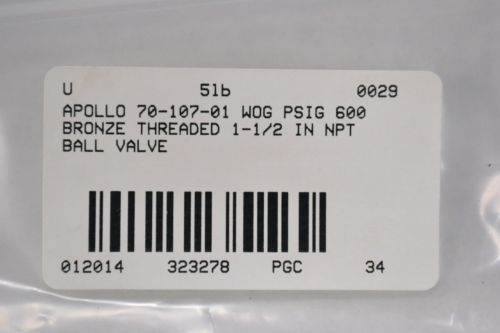 U 5lb 0029
APOLLO 70-107-01 WOG PSIG 600
BRONZE THREADED 1-1/2 IN NPT
BALL VALVE
012014 323278 PGC 34